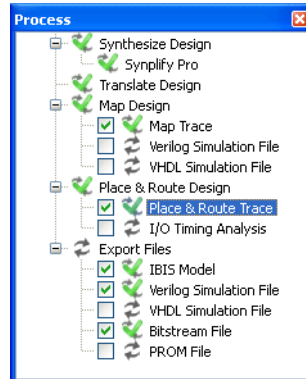 Process
Synthesize Design
Synplify Pro
Translate Design
Map Design
Map Trace
Verilog Simulation File
VHDL Simulation File
Place & Route Design
Place & Route Trace
I/O Timing Analysis
Export Files
IBIS Model
Verilog Simulation File
VHDL Simulation File
Bitstream File
PROM File